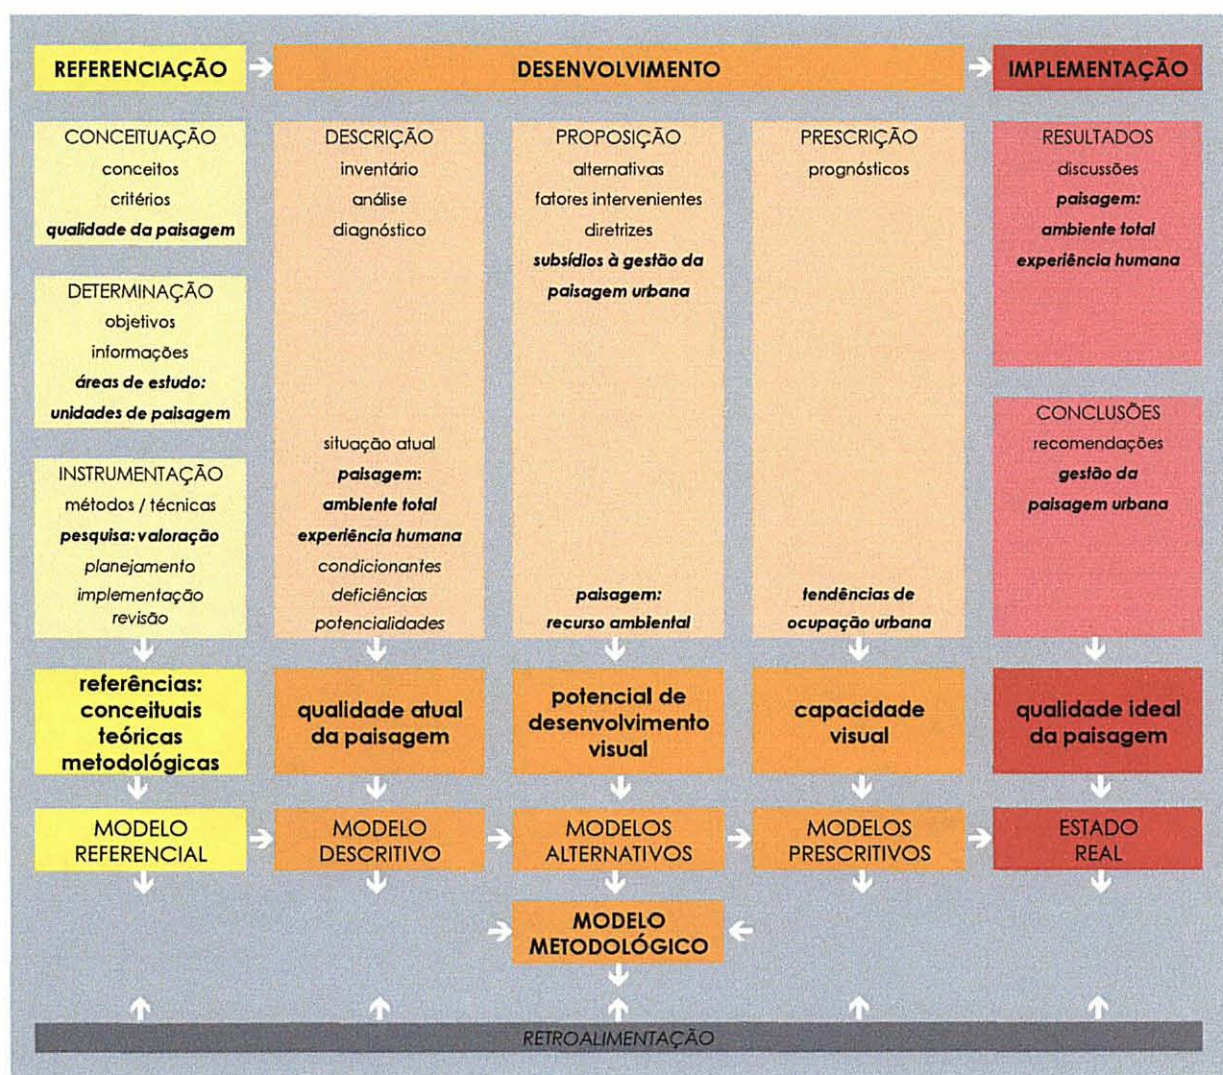 REFERENCIAÇÃO
DESENVOLVIMENTO
IMPLEMENTAÇÃO
CONCEITUAÇÃO
conceitos
critérios
qualidade da paisagem
DETERMINAÇÃO
objetivos
informações
áreas de estudo:
unidades de paisagem
INSTRUMENTAÇÃO
métodos / técnicas
pesquisa: valoração
planejamento
implementação
revisão
DESCRIÇÃO
inventário
análise
diagnóstico
situação atual
paisagem:
ambiente total
experiência humana
condicionantes
deficiências
potencialidades
PROPOSIÇÃO
alternativas
fatores intervenientes
diretrizes
subsídios à gestão da
paisagem urbana
paisagem:
recurso ambiental
PRESCRIÇÃO
prognósticos
tendências de
ocupação urbana
RESULTADOS
discussões
paisagem:
ambiente total
experiência humana
CONCLUSÕES
recomendações
gestão da
paisagem urbana
referências:
conceituais
teóricas
metodológicas
qualidade atual
da paisagem
potencial de
desenvolvimento
visual
capacidade
visual
qualidade ideal
da paisagem
MODELO
REFERENCIAL
MODELO
DESCRITIVO
MODELOS
ALTERNATIVOS
MODELOS
PRESCRITIVOS
ESTADO
REAL
MODELO
METODOLÓGICO
RETROALIMENTAÇÃO